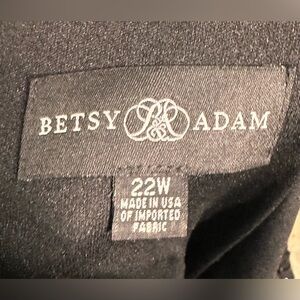 BETSY ADAM
22W
MADE IN USA
OF IMPORTED
FABRIC